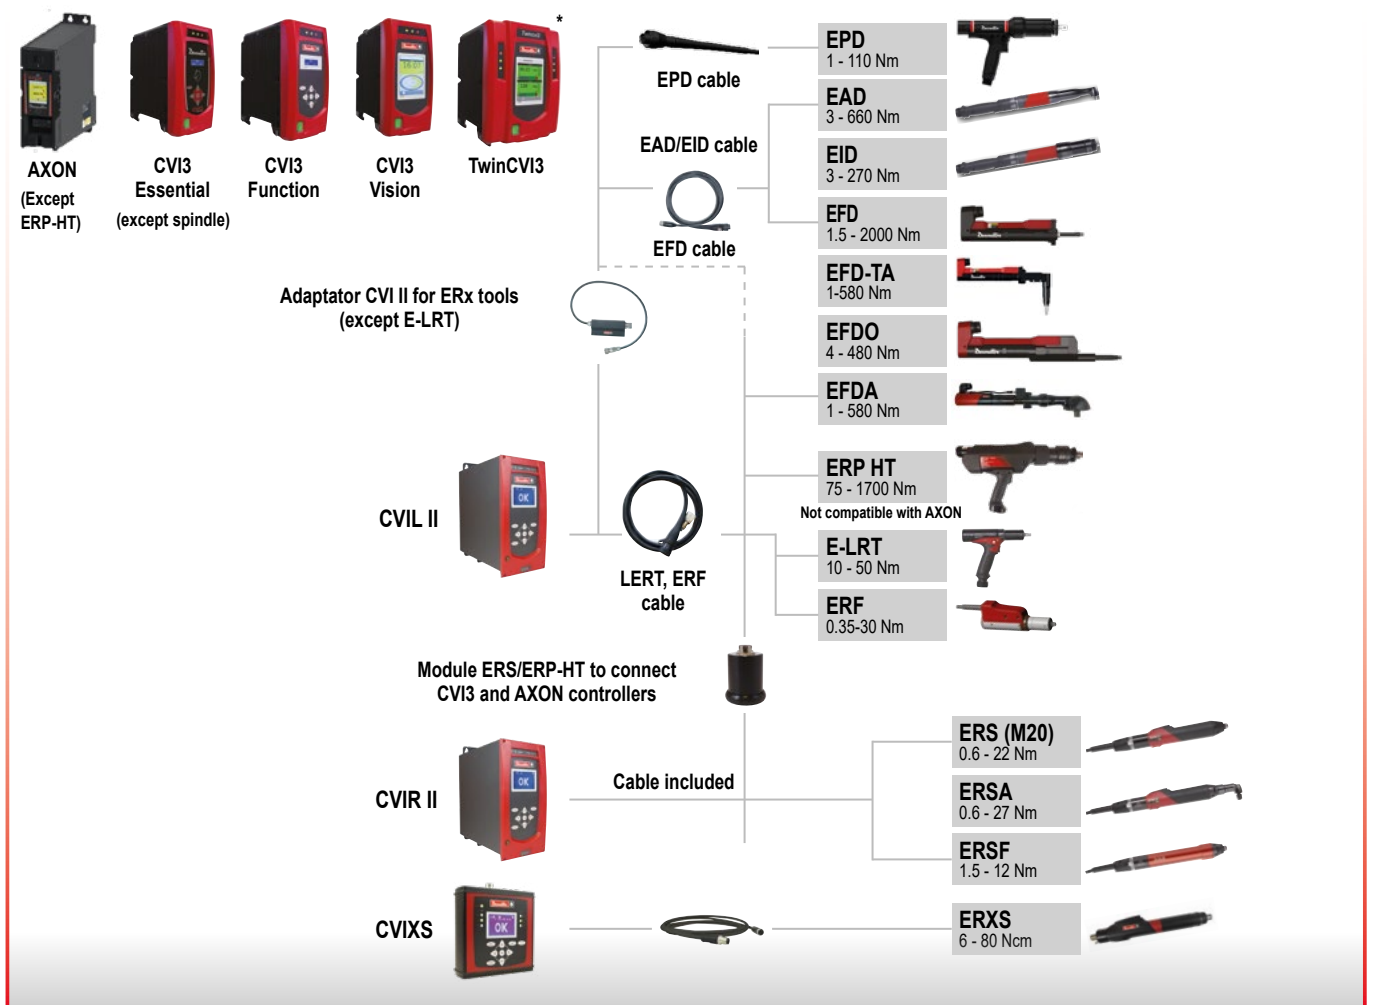 *
AXON
(Except
ERP-HT)
CVI3
Essential
(except spindle)
CVI3
Function
CVI3
Vision
TwinCVI3
EPD cable
EPD
1 - 110 Nm
EAD
3 - 660 Nm
EAD/EID cable
EID
3 - 270 Nm
EFD
1.5 - 2000 Nm
EFD cable
EFD-TA
1-580 Nm
Adaptator CVI II for ERx tools
(except E-LRT)
EFDO
4 - 480 Nm
EFDA
1 - 580 Nm
ERP HT
75 - 1700 Nm
Not compatible with AXON
CVIL II
OK
E-LRT
10 - 50 Nm
LERT, ERF
cable
ERF
0.35-30 Nm
Module ERS/ERP-HT to connect
CVI3 and AXON controllers
ERS (M20)
0.6 - 22 Nm
CVIR II
OK
Cable included
ERSA
0.6 - 27 Nm
ERSF
1.5 - 12 Nm
CVIXS
OK
ERXS
6 - 80 Ncm